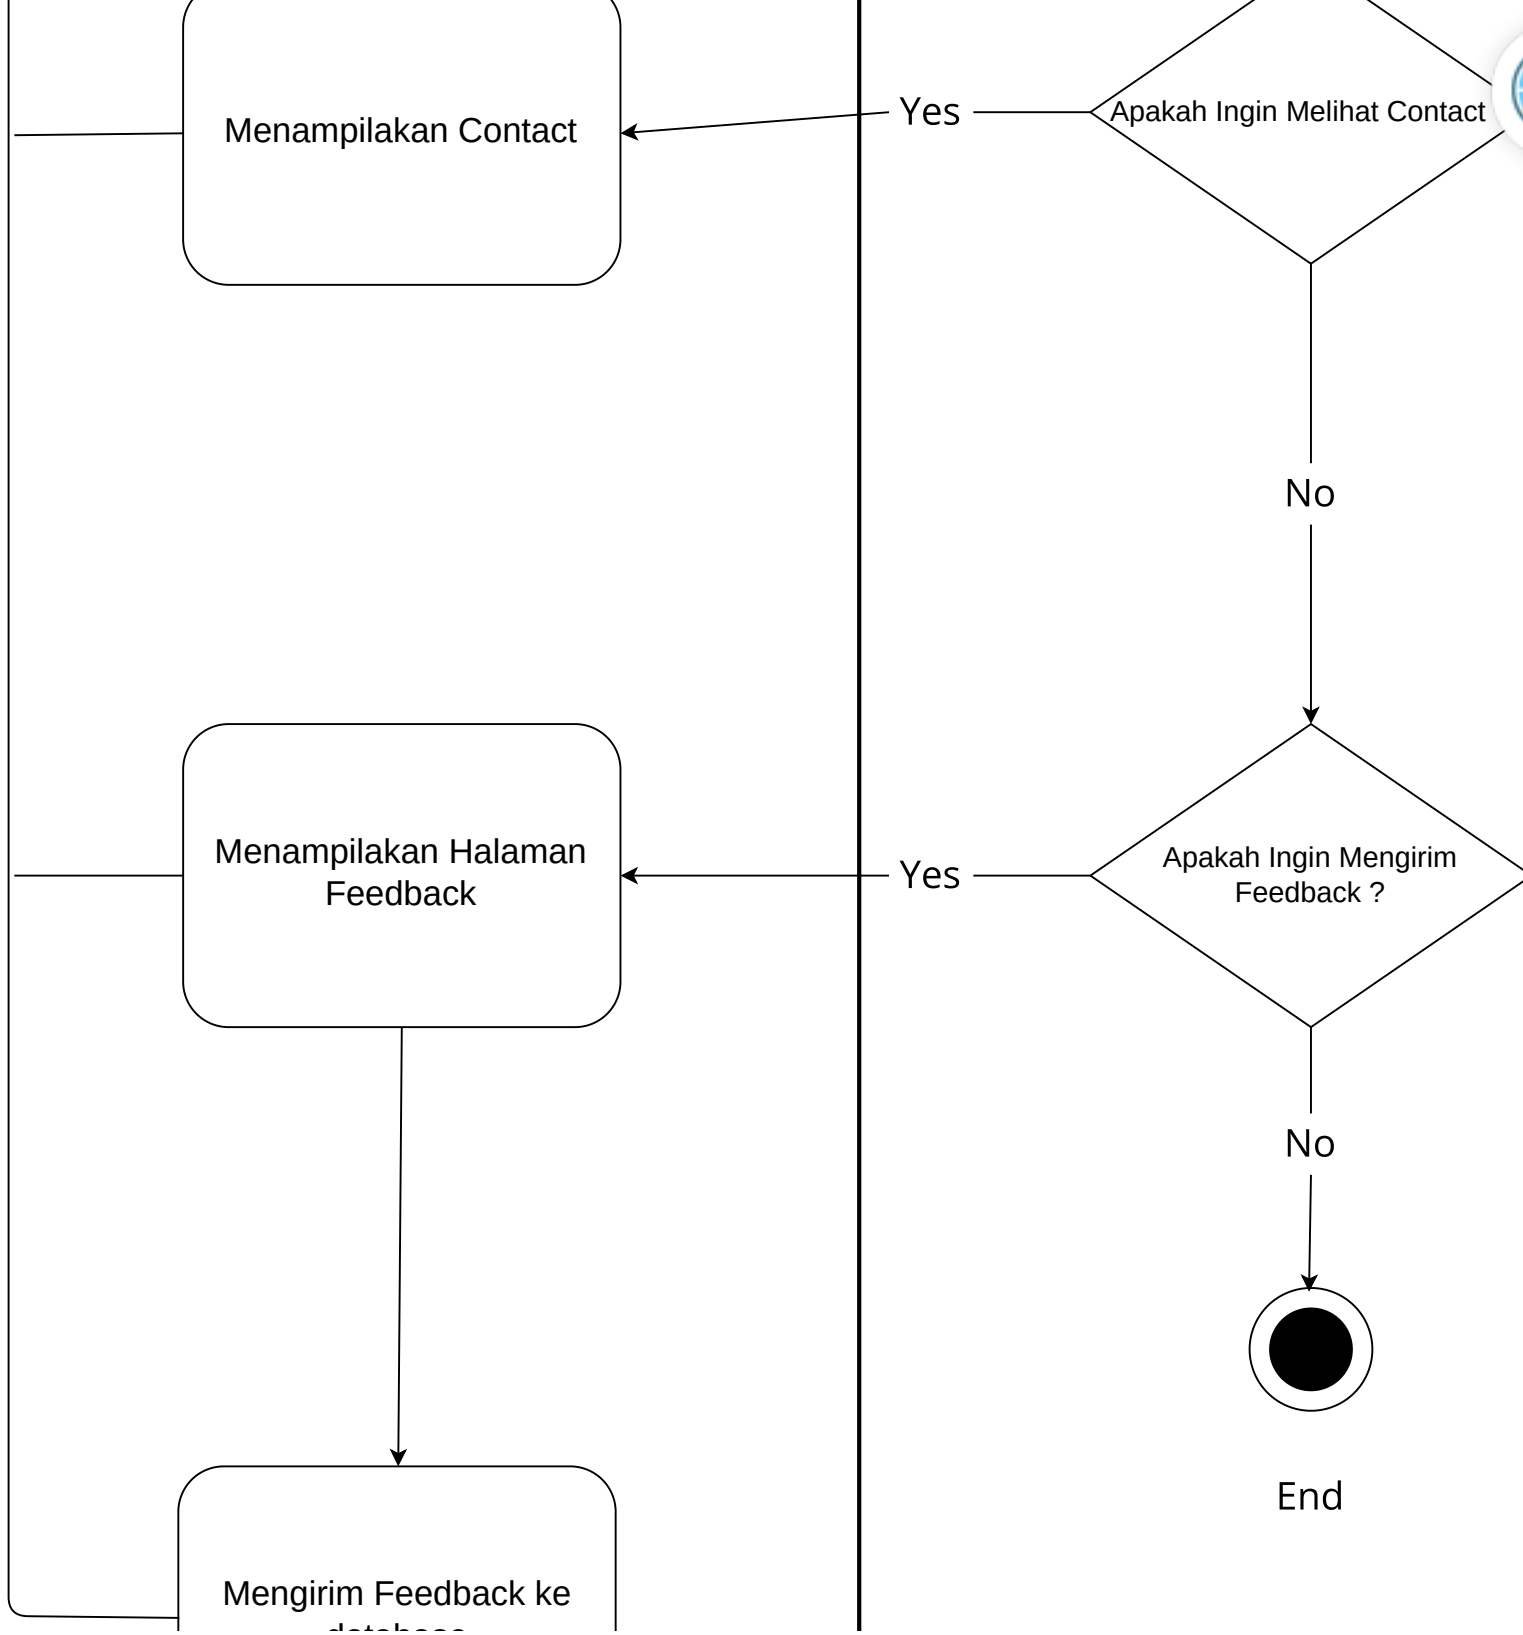 Menampilakan Contact
Yes
Apakah Ingin Melihat Contact
No
Menampilakan Halaman
Feedback
Yes
Apakah Ingin Mengirim
Feedback ?
No
End
Mengirim Feedback ke
database